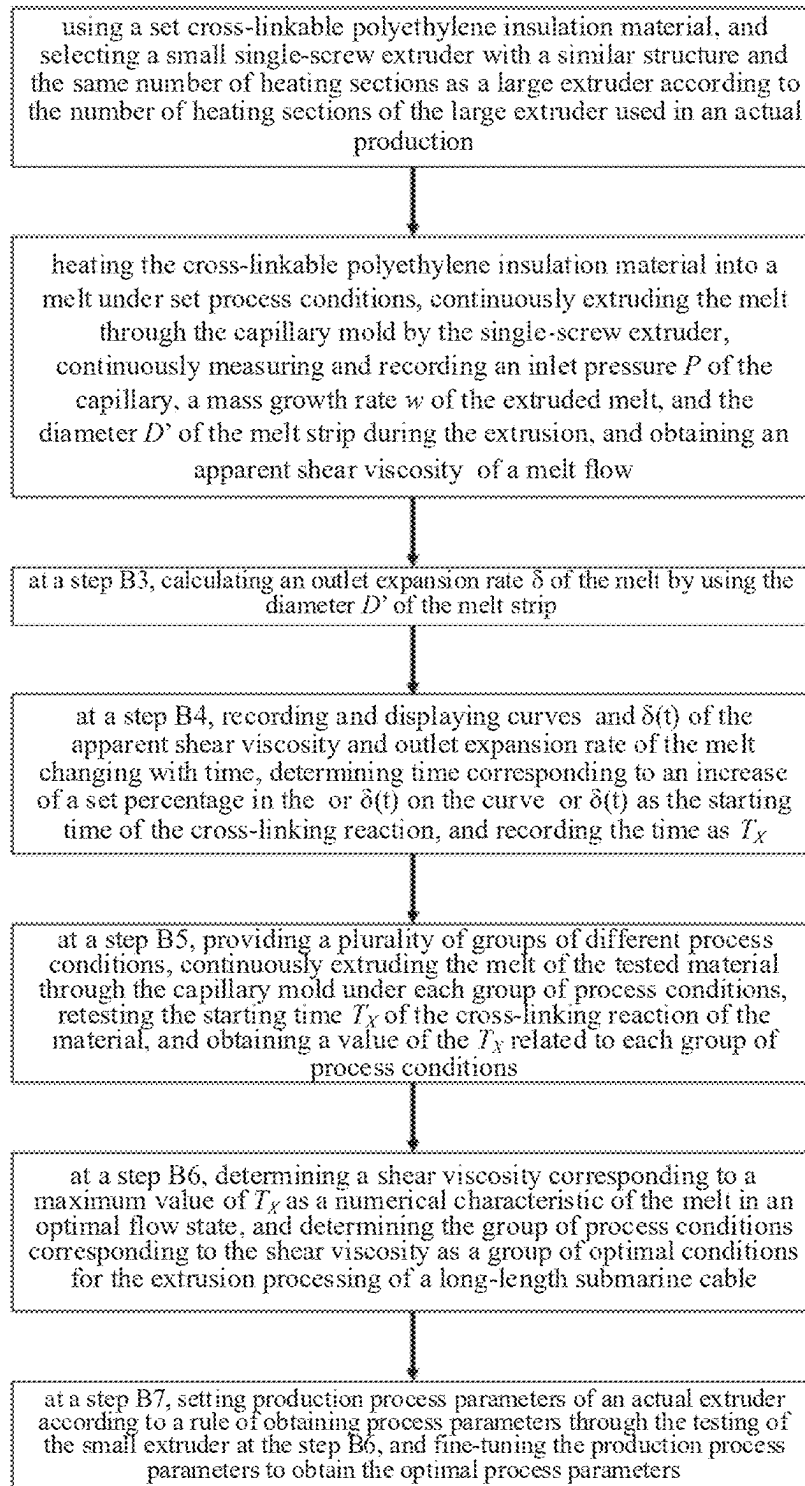 using a set cross-linkable polyethylene insulation material, and
selecting a small single-screw extruder with a similar structure and
the same number of heating sections as a large extruder according to
the number of heating sections of the large extruder used in an actual
production
heating the cross-linkable polyethylene insulation material into a
melt under set process conditions, continuously extruding the melt
through the capillary mold by the single-screw extruder,
continuously measuring and recording an inlet pressure P of the
capillary, a mass growth rate w of the extruded melt, and the
diameter D' of the melt strip during the extrusion, and obtaining an
apparent shear viscosity of a melt flow
at a step B3, calculating an outlet expansion rate δ of the melt by using the
diameter D' of the melt strip
at a step B4, recording and displaying curves and δ(t) of the
apparent shear viscosity and outlet expansion rate of the melt
changing with time, determining time corresponding to an increase
of a set percentage in the or δ(t) on the curve or δ(t) as the starting
time of the cross-linking reaction, and recording the time as T_X
at a step B5, providing a plurality of groups of different process
conditions, continuously extruding the melt of the tested material
through the capillary mold under each group of process conditions,
retesting the starting time T_X of the cross-linking reaction of the
material, and obtaining a value of the T_X related to each group of
process conditions
at a step B6, determining a shear viscosity corresponding to a
maximum value of T_X as a numerical characteristic of the melt in an
optimal flow state, and determining the group of process conditions
corresponding to the shear viscosity as a group of optimal conditions
for the extrusion processing of a long-length submarine cable
at a step B7, setting production process parameters of an actual extruder
according to a rule of obtaining process parameters through the testing of
the small extruder at the step B6, and fine-tuning the production process
parameters to obtain the optimal process parameters